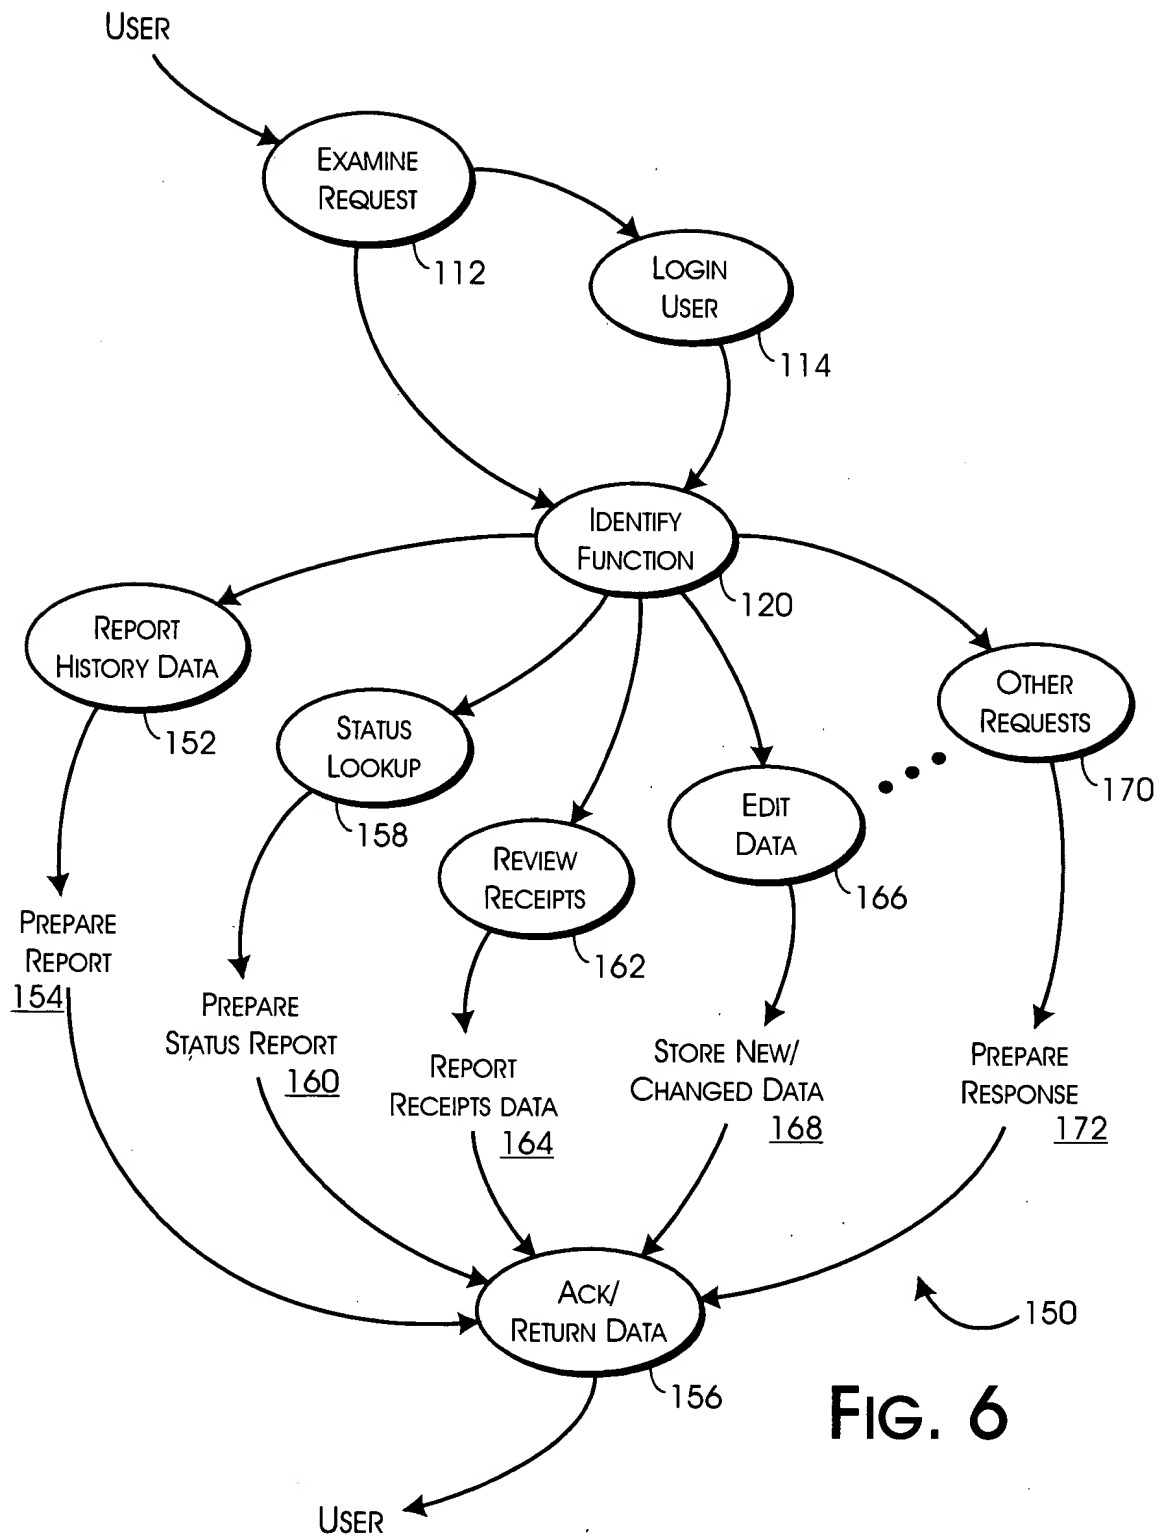 USER
EXAMINE
REQUEST
112
LOGIN
USER
114
IDENTIFY
FUNCTION
120
REPORT
HISTORY DATA
152
STATUS
LOOKUP
158
REVIEW
RECEIPTS
162
EDIT
DATA
166
OTHER
REQUESTS
170
PREPARE
REPORT
154
PREPARE
STATUS REPORT
160
REPORT
RECEIPTS DATA
164
STORE NEW/
CHANGED DATA
168
PREPARE
RESPONSE
172
ACK/
RETURN DATA
156
150
FIG. 6
USER